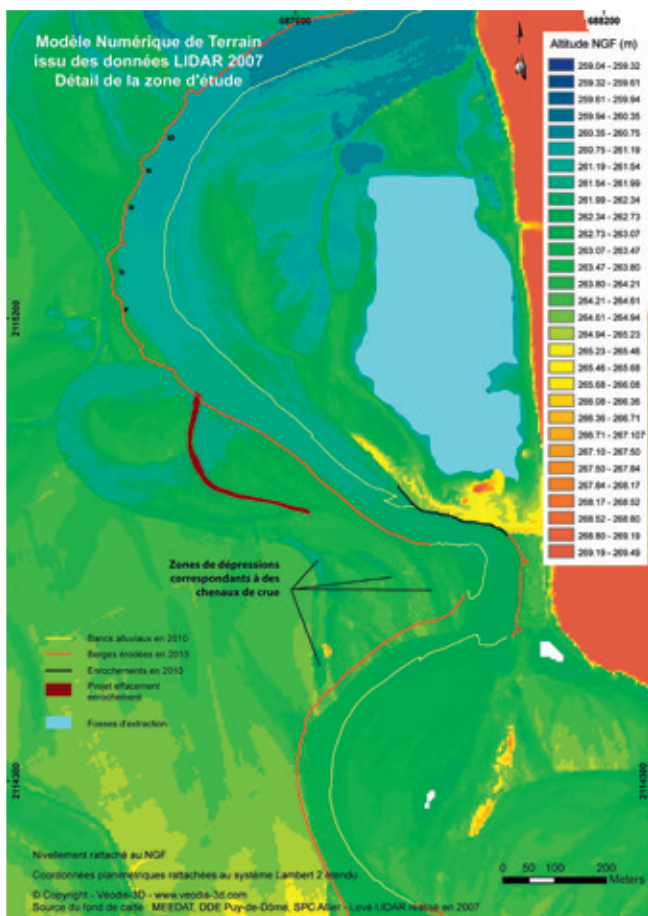 687600
688200
Modèle Numérique de Terrain
issu des données LIDAR 2007
Détail de la zone d'étude
Altitude NGF (m)
259.04 - 259.32
259.32 - 259.61
259.61 - 259.94
259.94 - 260.35
260.35 - 260.75
260.75 - 261.19
261.19 - 261.54
261.54 - 261.99
261.99 - 262.34
262.34 - 262.73
262.73 - 263.07
263.07 - 263.47
263.47 - 263.80
263.80 - 264.21
264.21 - 264.61
264.61 - 264.94
264.94 - 265.23
265.23 - 265.46
265.46 - 265.68
265.68 - 266.08
266.08 - 266.36
266.36 - 266.71
266.71 - 267.107
267.10 - 267.50
267.50 - 267.84
267.84 - 268.17
268.17 - 268.52
268.52 - 268.80
268.80 - 269.19
269.19 - 269.49
2115200
Zones de dépressions
correspondants à des
chenaux de crue
Bancs alluviaux en 2010
Berges érodées en 2010
Enrochements en 2010
Projet effacement
enrochement
Fosses d'extraction
2114300
Nivellement rattaché au NGF
Coordonnées planimetriques rattachées au système Lambert 2 étendu
© Copyright - Véodis-3D - www.veodis-3d.com
Source du fond de carte : MEEDAT, DDE Puy-de-Dôme, SPC Allier - Levé LIDAR réalisé en 2007
0 50 100 200
Meters